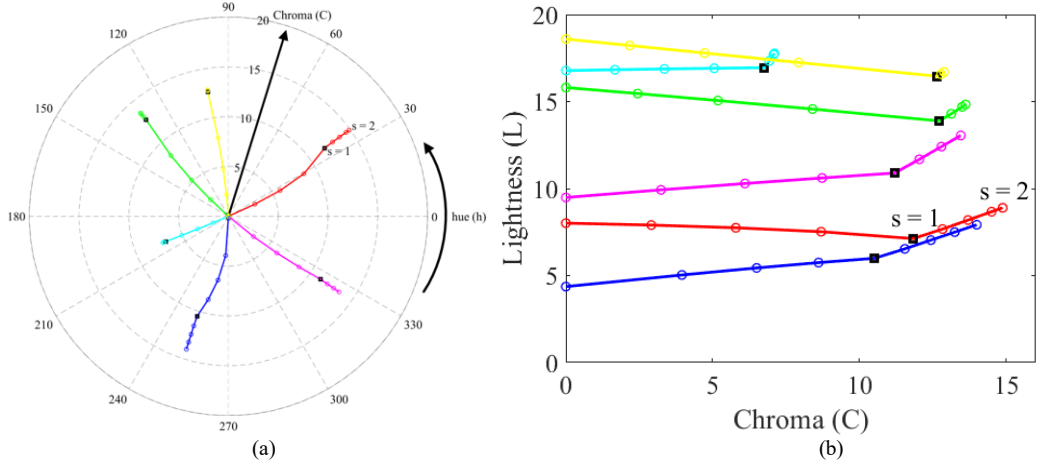 90
20 Chroma (C)
120
60
15
150
30
10
s = 2
5
s = 1
180
0
hue (h)
210
330
240
300
270
(a)
20
15
10
5
0
Lightness (L)
s = 1
s = 2
s
0
5
10
15
Chroma (C)
(b)